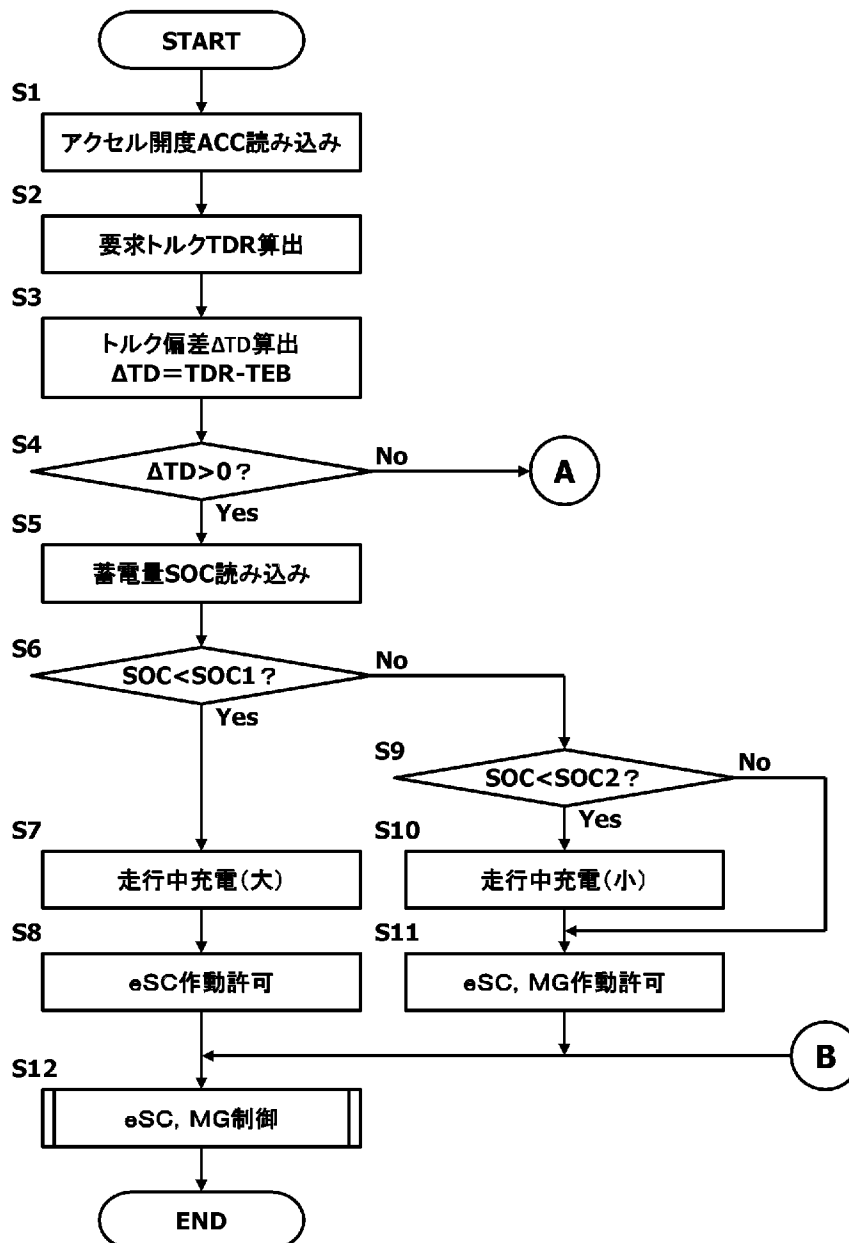 START
S1
アクセル開度ACC読み込み
S2
要求トルクTDR算出
S3
トルク偏差ΔTD算出
ΔTD＝TDR-TEB
S4
ΔTD>0？
No
A
Yes
S5
蓄電量SOC読み込み
S6
SOC<SOC1？
No
Yes
S9
SOC<SOC2？
No
Yes
S7
走行中充電（大）
S10
走行中充電（小）
S8
eSC作動許可
S11
eSC, MG作動許可
B
S12
eSC, MG制御
END